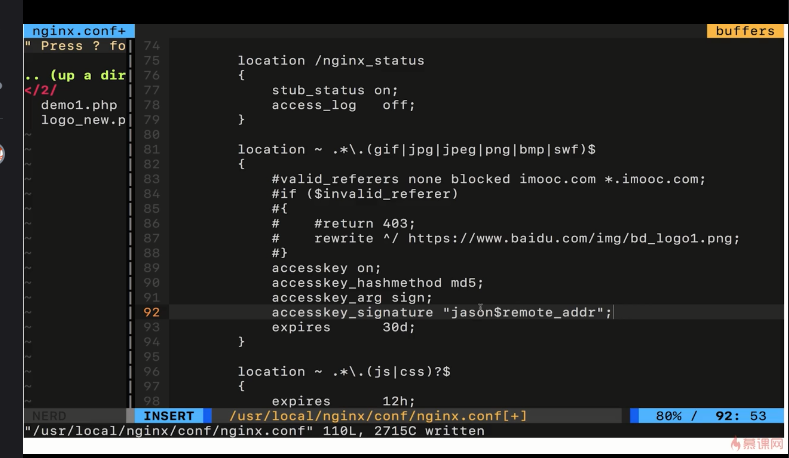 nginx.conf+ buffers
" Press ? fo 74
75 location /nginx_status
.. (up a dir 76 {
</2/ 77 stub_status on;
demo1.php 78 access_log off;
logo_new.p 79 }
~ 80
~ 81 location ~ .*\.(gif|jpg|jpeg|png|bmp|swf)$
~ 82 {
~ 83 #valid_referers none blocked imooc.com *.imooc.com;
~ 84 #if ($invalid_referer)
~ 85 #{
~ 86 # #return 403;
~ 87 # rewrite ^/ https://www.baidu.com/img/bd_logo1.png;
~ 88 #}
~ 89 accesskey on;
~ 90 accesskey_hashmethod md5;
~ 91 accesskey_arg sign;
~ 92 accesskey_signature "jason$remote_addr";
~ 93 expires 30d;
~ 94 }
~ 95
~ 96 location ~ .*\.(js|css)?$
~ 97 {
~ 98 expires 12h;
NERD INSERT /usr/local/nginx/conf/nginx.conf[+] 80% / 92: 53
"/usr/local/nginx/conf/nginx.conf" 110L, 2715C written
慕课网